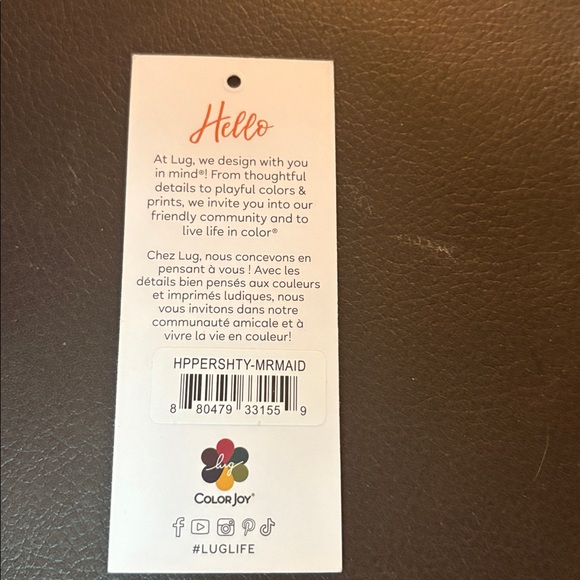 Hello
At Lug, we design with you
in mind®! From thoughtful
details to playful colors &
prints, we invite you into our
friendly community and to
live life in color®
Chez Lug, nous concevons en
pensant à vous ! Avec les
détails bien pensés aux couleurs
et imprimés ludiques, nous
vous invitons dans notre
communauté amicale et à
vivre la vie en couleur!
HPPERSHTY-MRMAID
8 80479 33155 9
lug
COLOR JOY®
#LUGLIFE